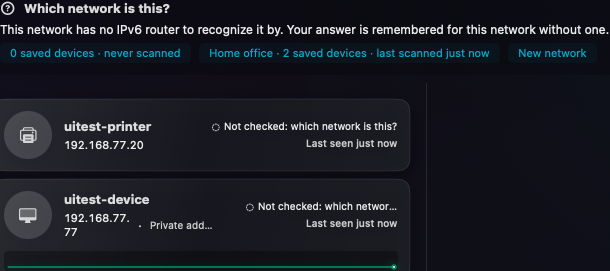 Which network is this?
This network has no IPv6 router to recognize it by. Your answer is remembered for this network without one.
0 saved devices · never scanned
Home office · 2 saved devices · last scanned just now
New network
uitest-printer
Not checked: which network is this?
192.168.77.20
Last seen just now
uitest-device
Not checked: which networ...
192.168.77.
77
· Private add...
Last seen just now